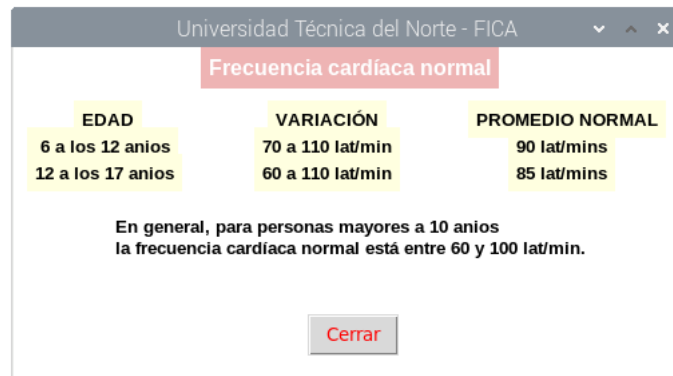 Universidad Técnica del Norte - FICA
Frecuencia cardíaca normal
EDAD VARIACIÓN PROMEDIO NORMAL
6 a los 12 anios 70 a 110 lat/min 90 lat/mins
12 a los 17 anios 60 a 110 lat/min 85 lat/mins
En general, para personas mayores a 10 anios
la frecuencia cardíaca normal está entre 60 y 100 lat/min.
Cerrar